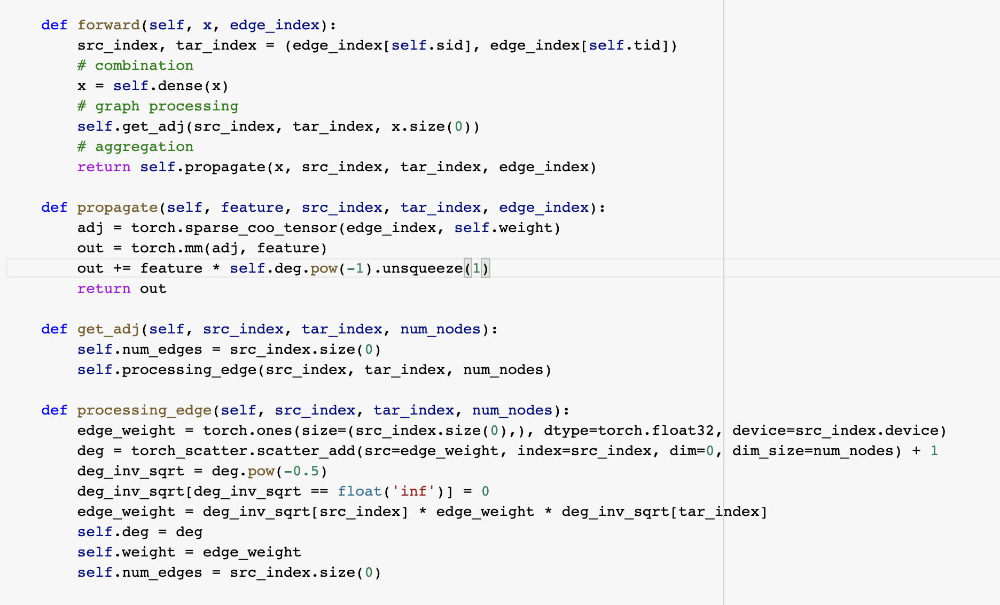 def forward(self, x, edge_index):
    src_index, tar_index = (edge_index[self.sid], edge_index[self.tid])
    # combination
    x = self.dense(x)
    # graph processing
    self.get_adj(src_index, tar_index, x.size(0))
    # aggregation
    return self.propagate(x, src_index, tar_index, edge_index)

def propagate(self, feature, src_index, tar_index, edge_index):
    adj = torch.sparse_coo_tensor(edge_index, self.weight)
    out = torch.mm(adj, feature)
    out += feature * self.deg.pow(-1).unsqueeze(1)
    return out

def get_adj(self, src_index, tar_index, num_nodes):
    self.num_edges = src_index.size(0)
    self.processing_edge(src_index, tar_index, num_nodes)

def processing_edge(self, src_index, tar_index, num_nodes):
    edge_weight = torch.ones(size=(src_index.size(0),), dtype=torch.float32, device=src_index.device)
    deg = torch_scatter.scatter_add(src=edge_weight, index=src_index, dim=0, dim_size=num_nodes) + 1
    deg_inv_sqrt = deg.pow(-0.5)
    deg_inv_sqrt[deg_inv_sqrt == float('inf')] = 0
    edge_weight = deg_inv_sqrt[src_index] * edge_weight * deg_inv_sqrt[tar_index]
    self.deg = deg
    self.weight = edge_weight
    self.num_edges = src_index.size(0)